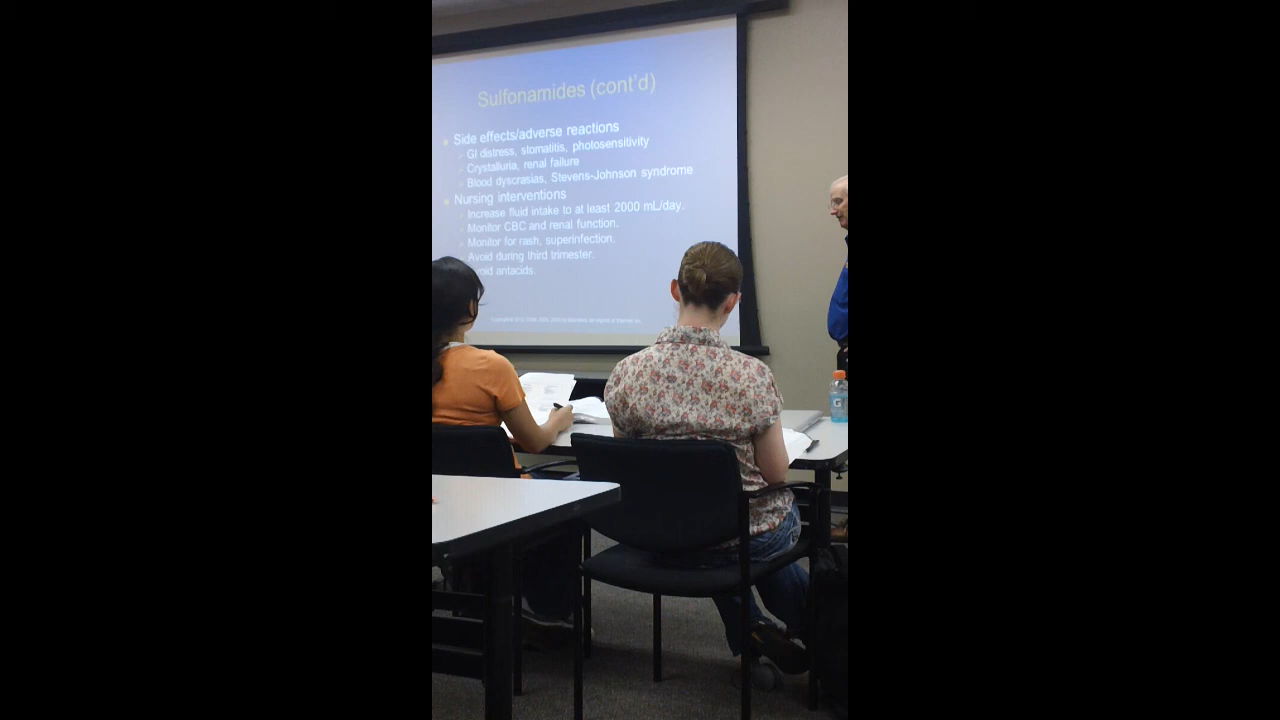 Sulfonamides (cont'd)
Side effects/adverse reactions
GI distress, stomatitis, photosensitivity
Crystalluria, renal failure
Blood dyscrasias, Stevens-Johnson syndrome
Nursing interventions
Increase fluid intake to at least 2000 mL/day.
Monitor CBC and renal function.
Monitor for rash, superinfection.
Avoid during third trimester.
antacids.
G